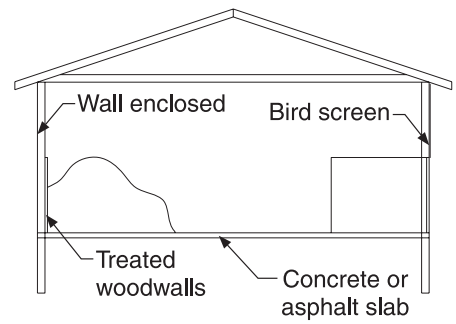 Wall enclosed
Bird screen
Treated
woodwalls
Concrete or
asphalt slab